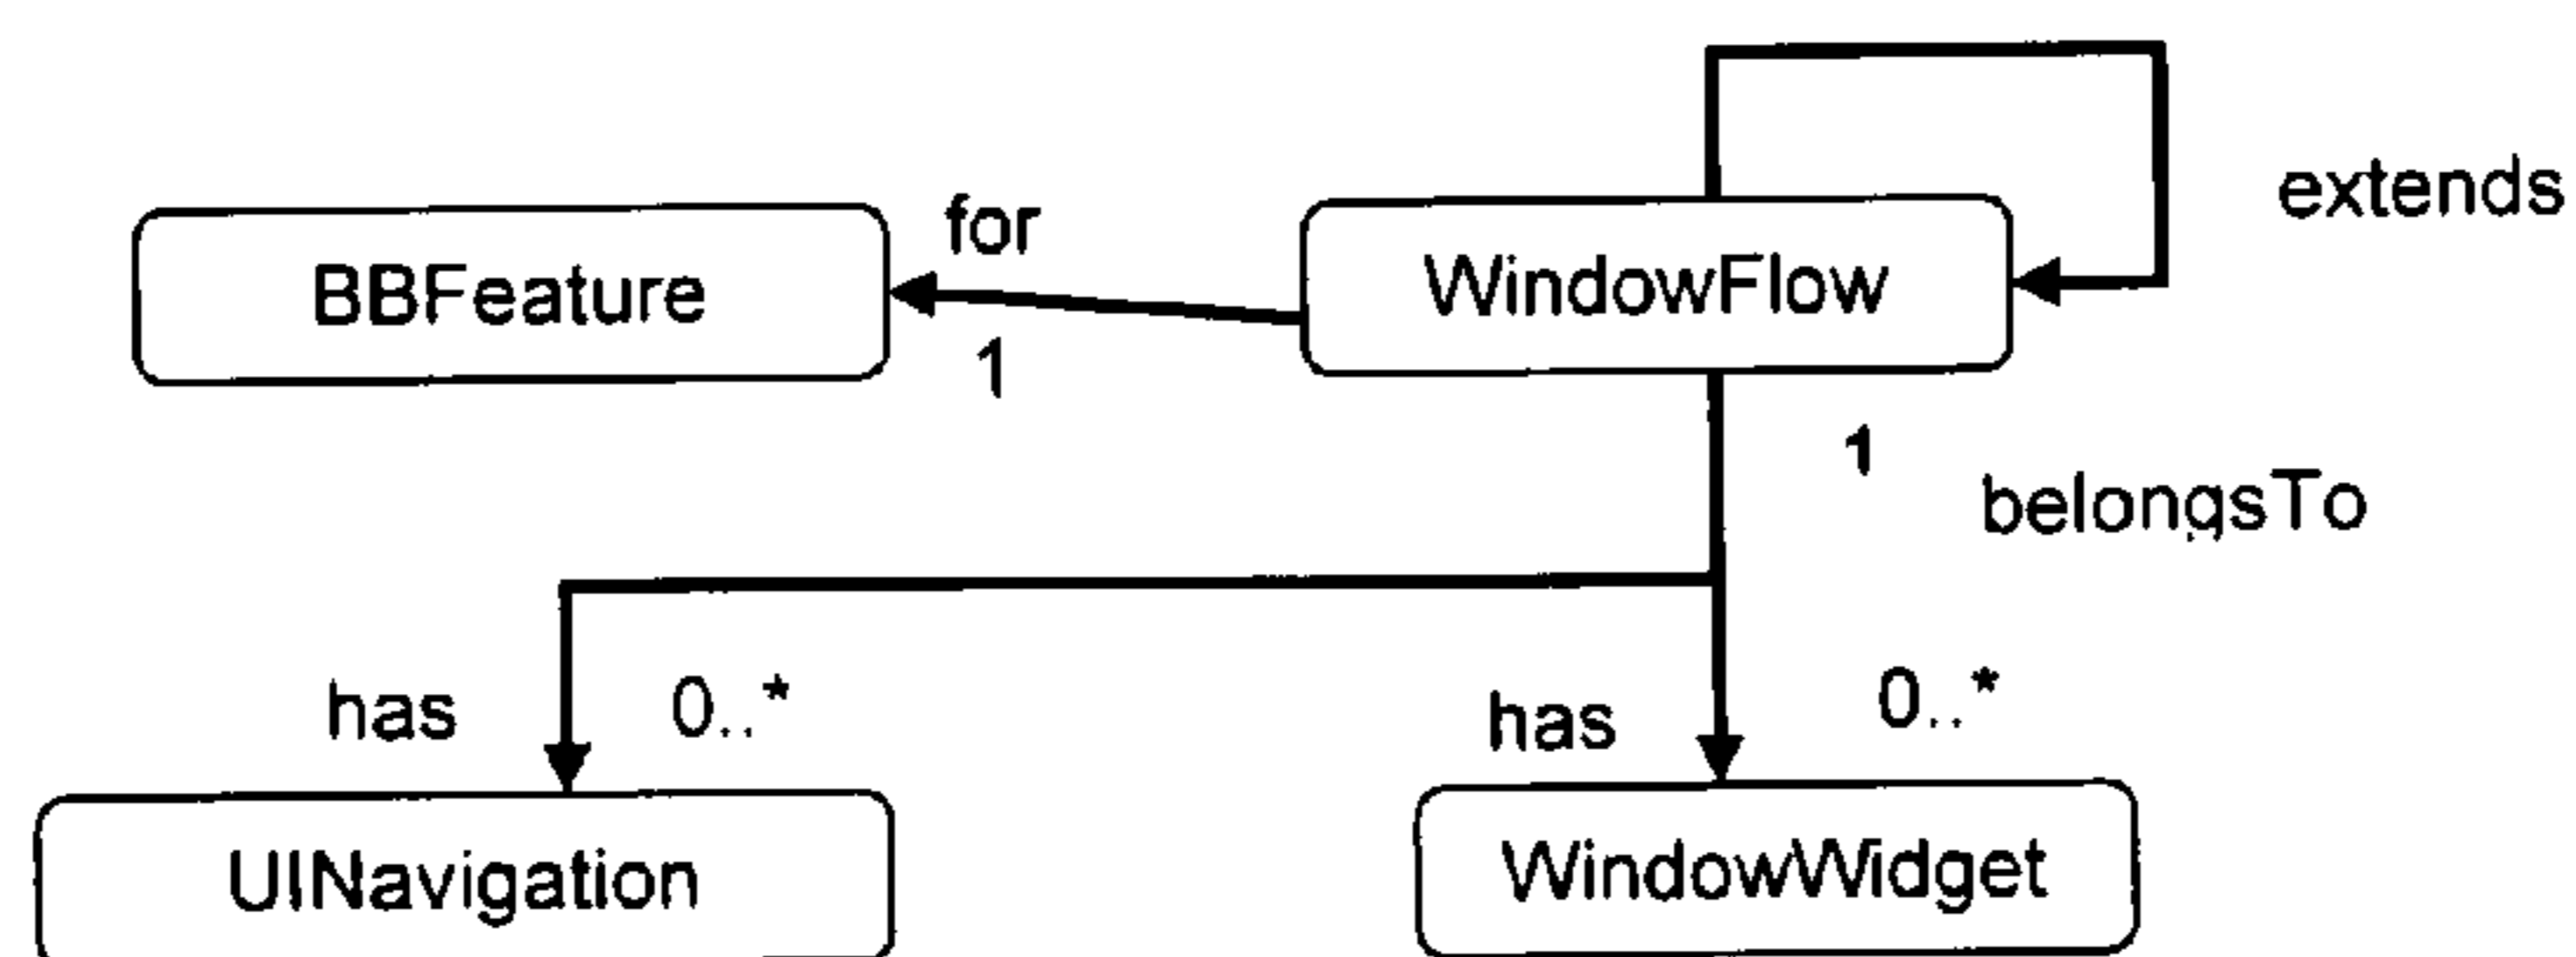 extends
for
BBFeature
WindowFlow
1
1
belongsTo
has
0..*
has
0..*
UINavigation
WindowWidget